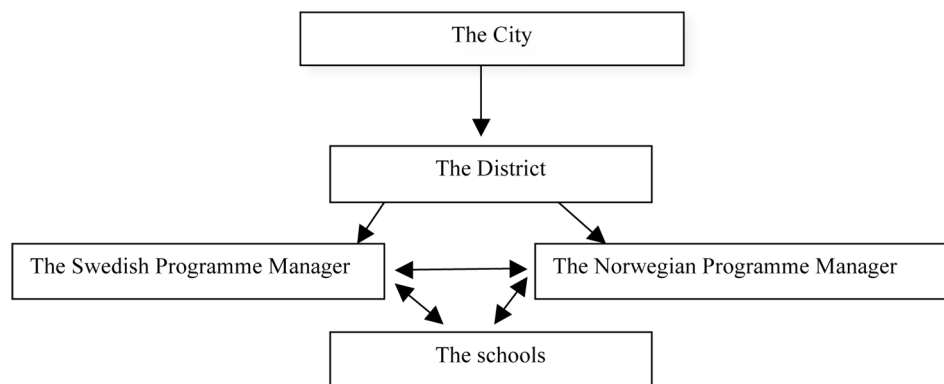 The City
The District
The Swedish Programme Manager
The Norwegian Programme Manager
The schools